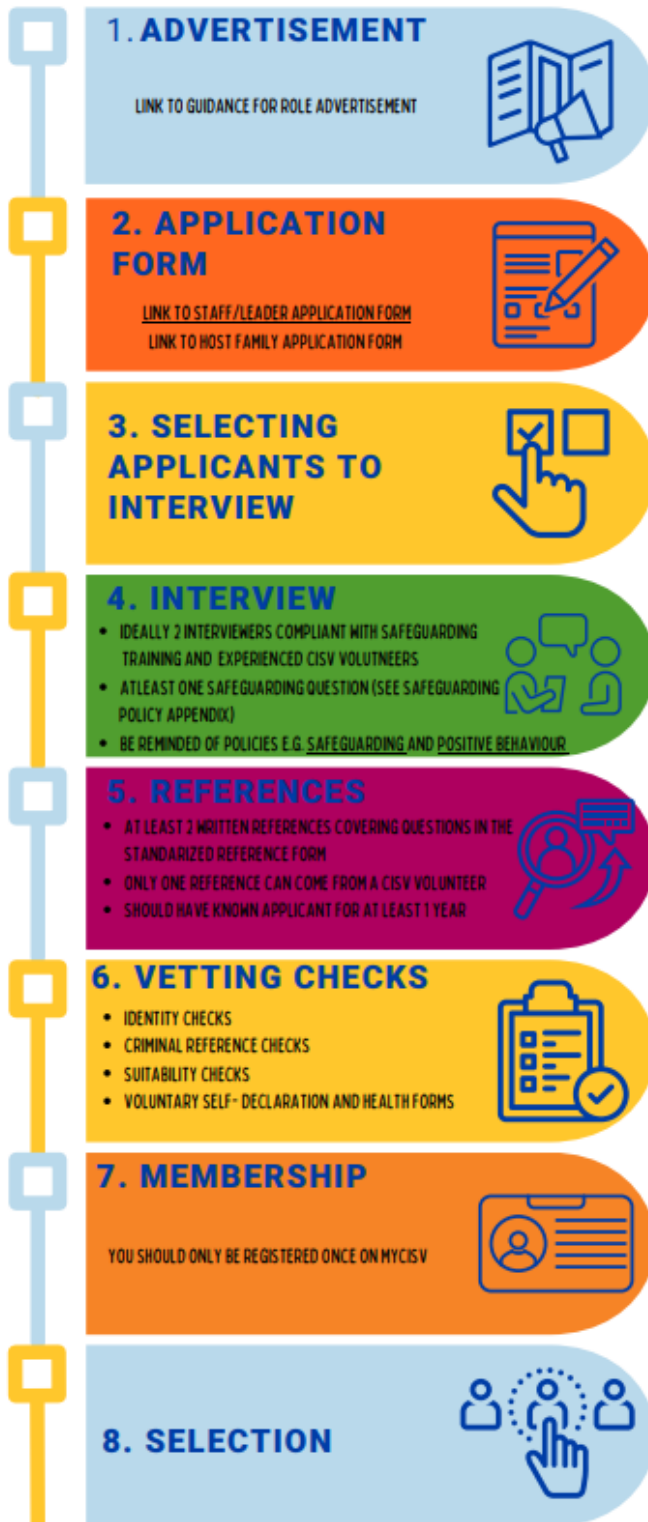 1. ADVERTISEMENT
LINK TO GUIDANCE FOR ROLE ADVERTISEMENT
2. APPLICATION
FORM
LINK TO STAFF/LEADER APPLICATION FORM
LINK TO HOST FAMILY APPLICATION FORM
3. SELECTING
APPLICANTS TO
INTERVIEW
4. INTERVIEW
• IDEALLY 2 INTERVIEWERS COMPLIANT WITH SAFEGUARDING
TRAINING AND EXPERIENCED CISV VOLUTNEERS
• ATLEAST ONE SAFEGUARDING QUESTION (SEE SAFEGUARDING
POLICY APPENDIX)
• BE REMINDED OF POLICIES E.G. SAFEGUARDING AND POSITIVE BEHAVIOUR
5. REFERENCES
• AT LEAST 2 WRITTEN REFERENCES COVERING QUESTIONS IN THE
STANDARIZED REFERENCE FORM
• ONLY ONE REFERENCE CAN COME FROM A CISV VOLUNTEER
• SHOULD HAVE KNOWN APPLICANT FOR AT LEAST 1 YEAR
6. VETTING CHECKS
• IDENTITY CHECKS
• CRIMINAL REFERENCE CHECKS
• SUITABILITY CHECKS
• VOLUNTARY SELF- DECLARATION AND HEALTH FORMS
7. MEMBERSHIP
YOU SHOULD ONLY BE REGISTERED ONCE ON MYCISV
8. SELECTION